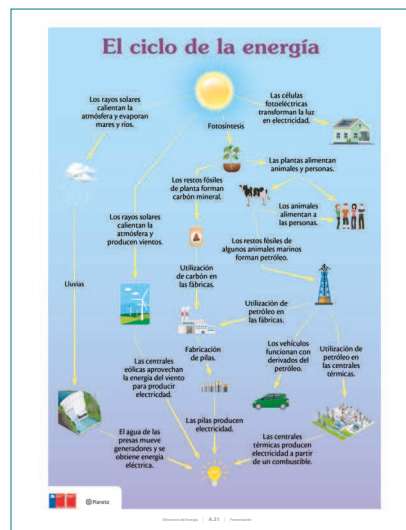 El ciclo de la energía
Los rayos solares
calientan la
atmósfera y evaporan
mares y ríos.
Las células
fotoeléctricas
transforman la luz
en electricidad.
Fotosíntesis
Las plantas alimentan
animales y personas.
Los restos fósiles
de planta forman
carbón mineral.
Los animales
alimentan a
las personas.
Los rayos solares
calientan la
atmósfera y
producen vientos.
Los restos fósiles de
algunos animales marinos
forman petróleo.
Lluvias
Utilización
de carbón en
las fábricas.
Utilización de
petróleo en
las fábricas.
Fabricación
de pilas.
Los vehículos
funcionan con
derivados del
petróleo.
Utilización de
petróleo en
las centrales
térmicas.
Las centrales
eólicas aprovechan
la energía del viento
para producir
electricidad.
Las pilas producen
electricidad.
El agua de las
presas mueve
generadores y se
obtiene energía
eléctrica.
Las centrales
térmicas producen
electricidad a partir
de un combustible.
Planeta
Ministerio de Energía | A.31 | Presentación